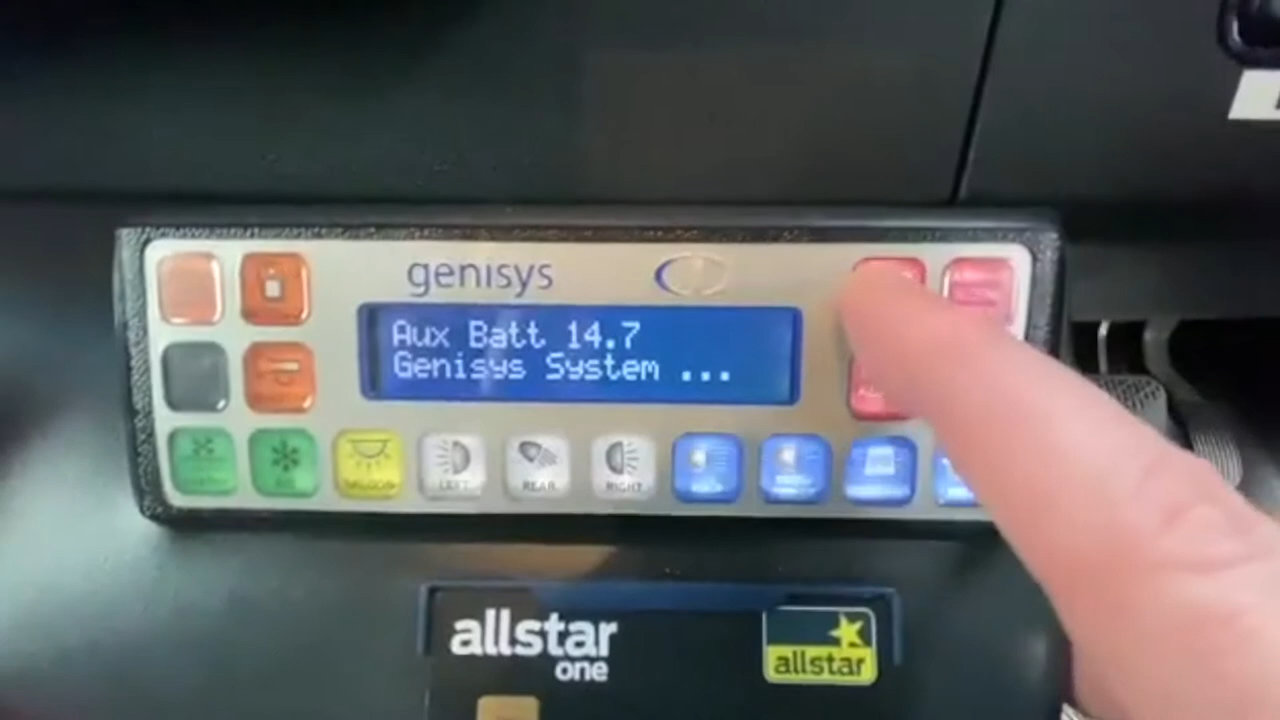 genisys
Aux Batt 14.7
Genisys System ...
LEFT
REAR
RIGHT
allstar
one
allstar